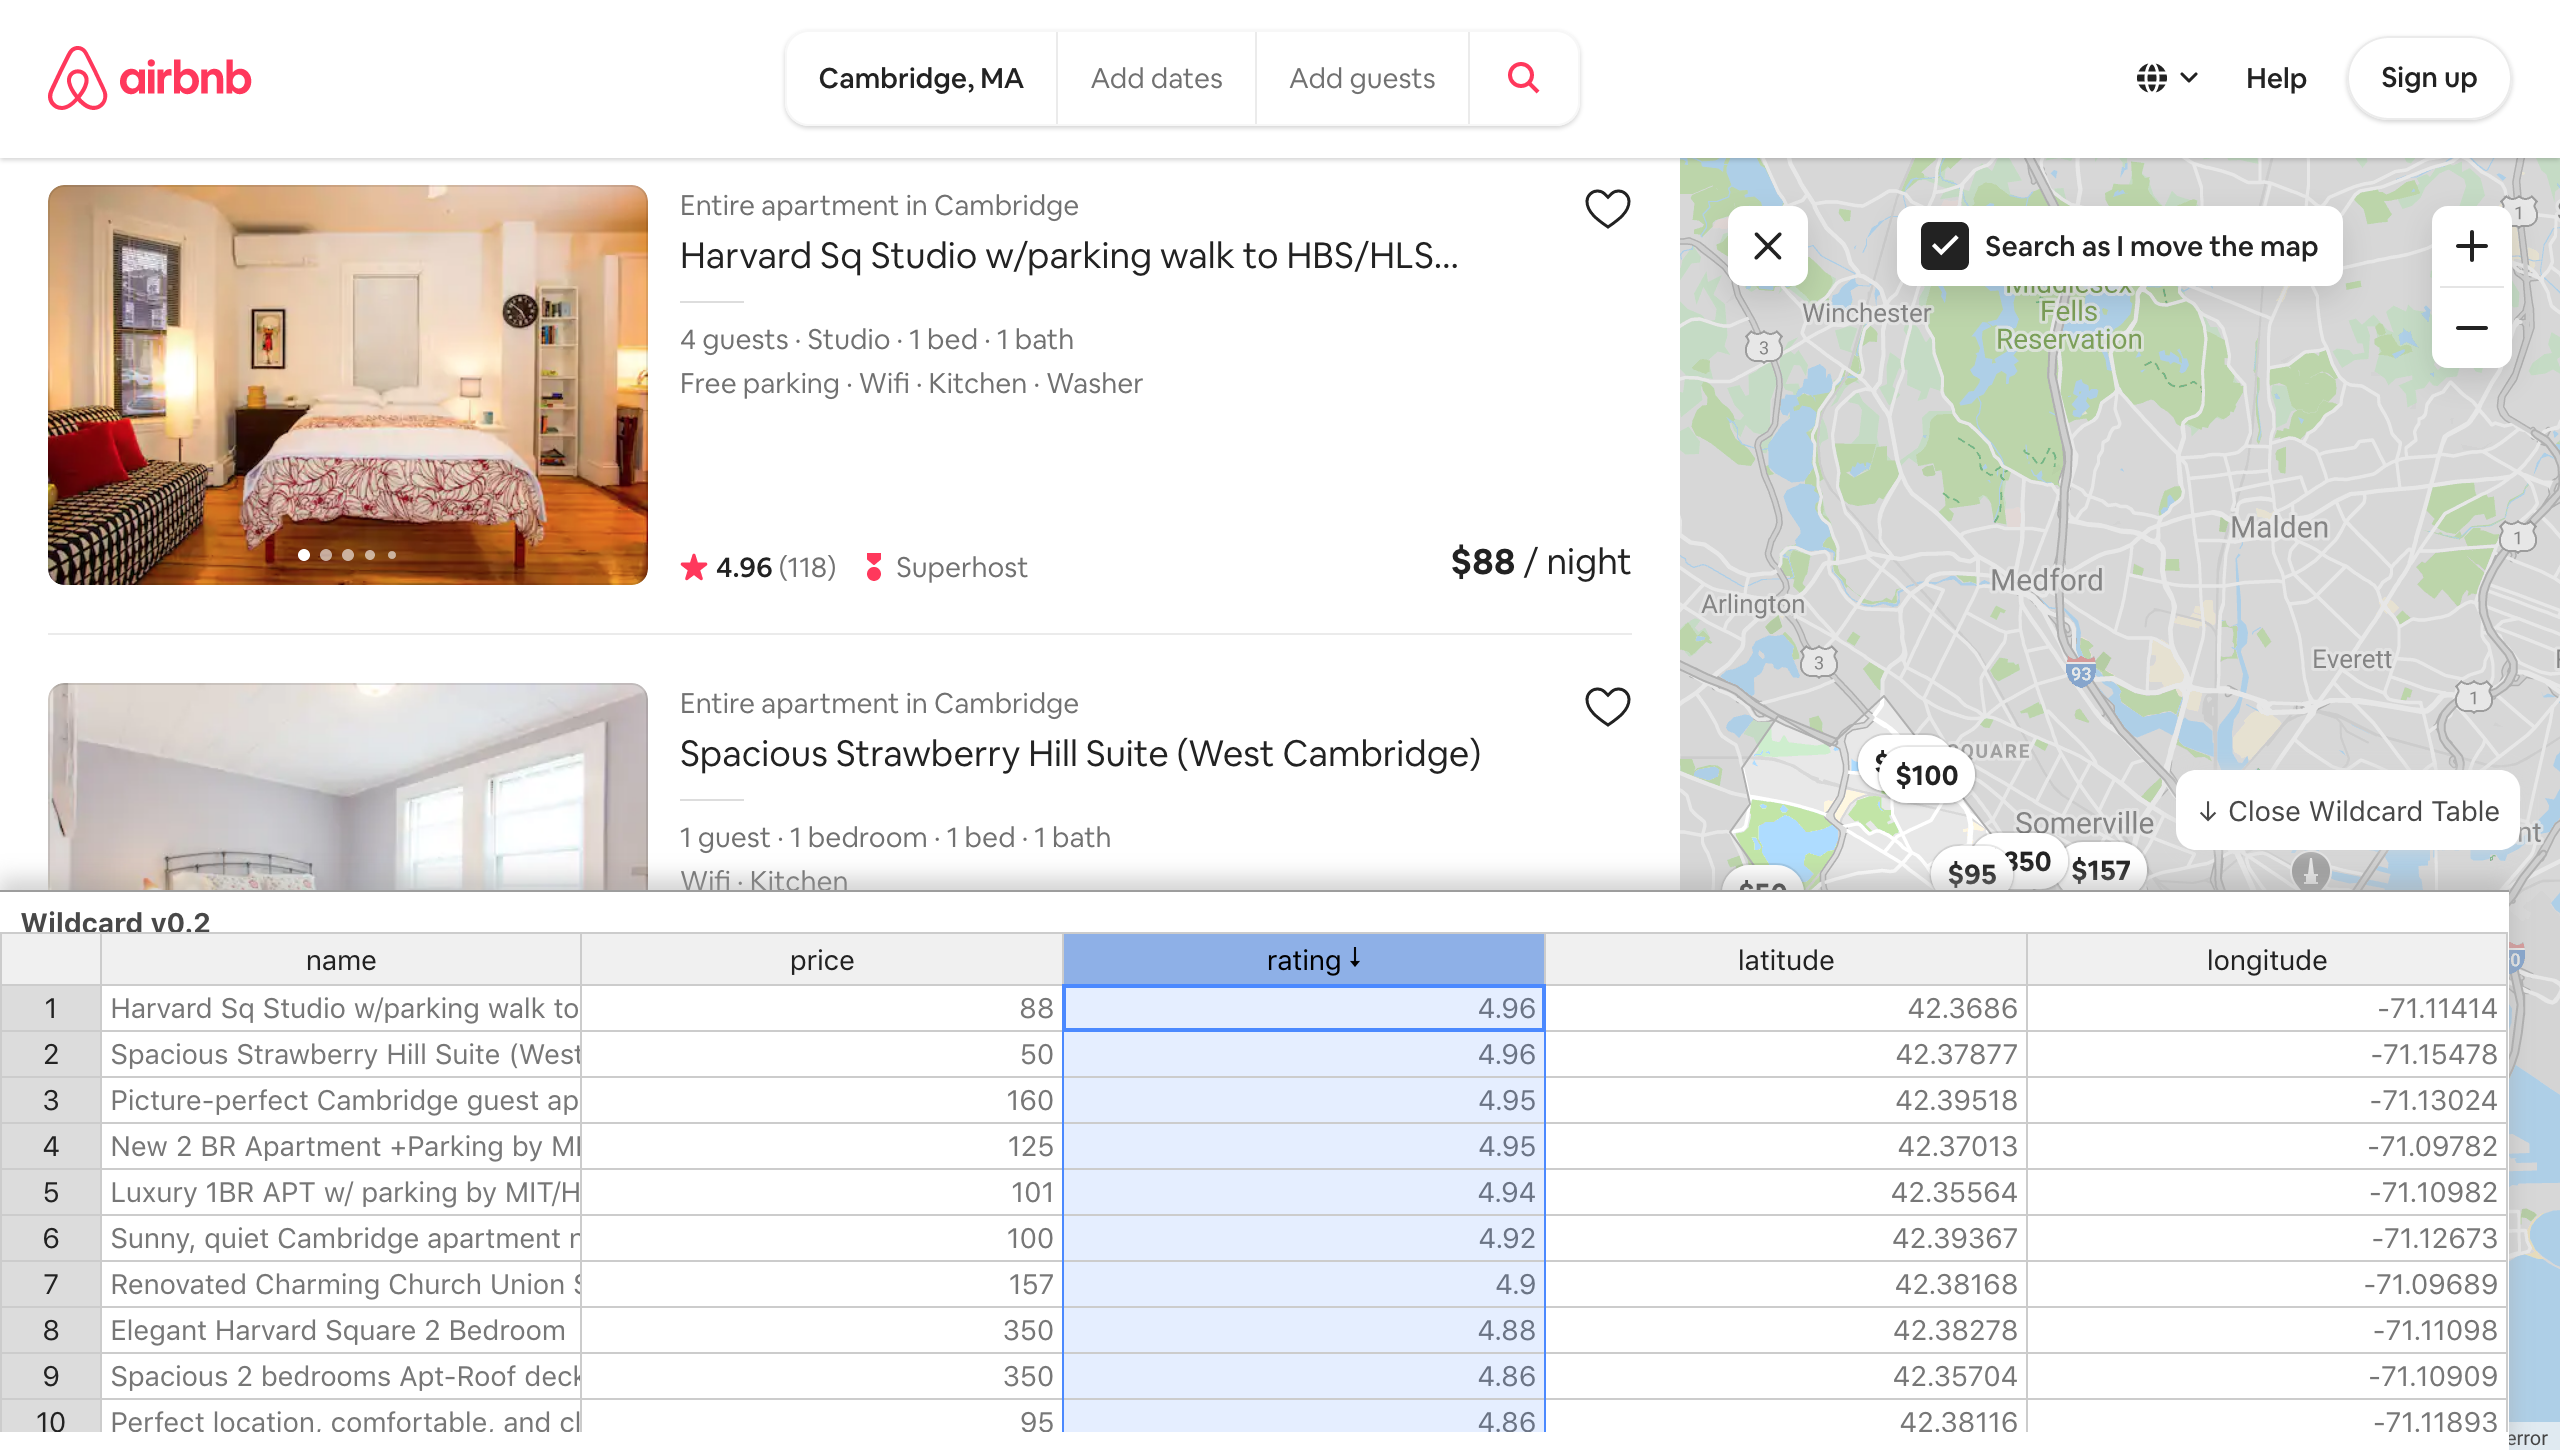 airbnb
Cambridge, MA
Add dates
Add guests
Help
Sign up
Entire apartment in Cambridge
Harvard Sq Studio w/parking walk to HBS/HLS...
4 guests · Studio · 1 bed · 1 bath
Free parking · Wifi · Kitchen · Washer
4.96 (118) Superhost
$88 / night
Entire apartment in Cambridge
Spacious Strawberry Hill Suite (West Cambridge)
1 guest · 1 bedroom · 1 bed · 1 bath
Wifi · Kitchen
Search as I move the map
+
−
1
Winchester
Middlesex
Fells
Reservation
3
Malden
1
Medford
Arlington
3
93
Everett
1
SQUARE
$100
Somerville
↓ Close Wildcard Table
$95
350
$157
$50
Wildcard v0.2
name price rating ↓ latitude longitude
1 Harvard Sq Studio w/parking walk to 88 4.96 42.3686 -71.11414
2 Spacious Strawberry Hill Suite (West 50 4.96 42.37877 -71.15478
3 Picture-perfect Cambridge guest ap 160 4.95 42.39518 -71.13024
4 New 2 BR Apartment +Parking by MI 125 4.95 42.37013 -71.09782
5 Luxury 1BR APT w/ parking by MIT/H 101 4.94 42.35564 -71.10982
6 Sunny, quiet Cambridge apartment 100 4.92 42.39367 -71.12673
7 Renovated Charming Church Union 157 4.9 42.38168 -71.09689
8 Elegant Harvard Square 2 Bedroom 350 4.88 42.38278 -71.11098
9 Spacious 2 bedrooms Apt-Roof deck 350 4.86 42.35704 -71.10909
10 Perfect location, comfortable, and cl 95 4.86 42.38116 -71.11893
error